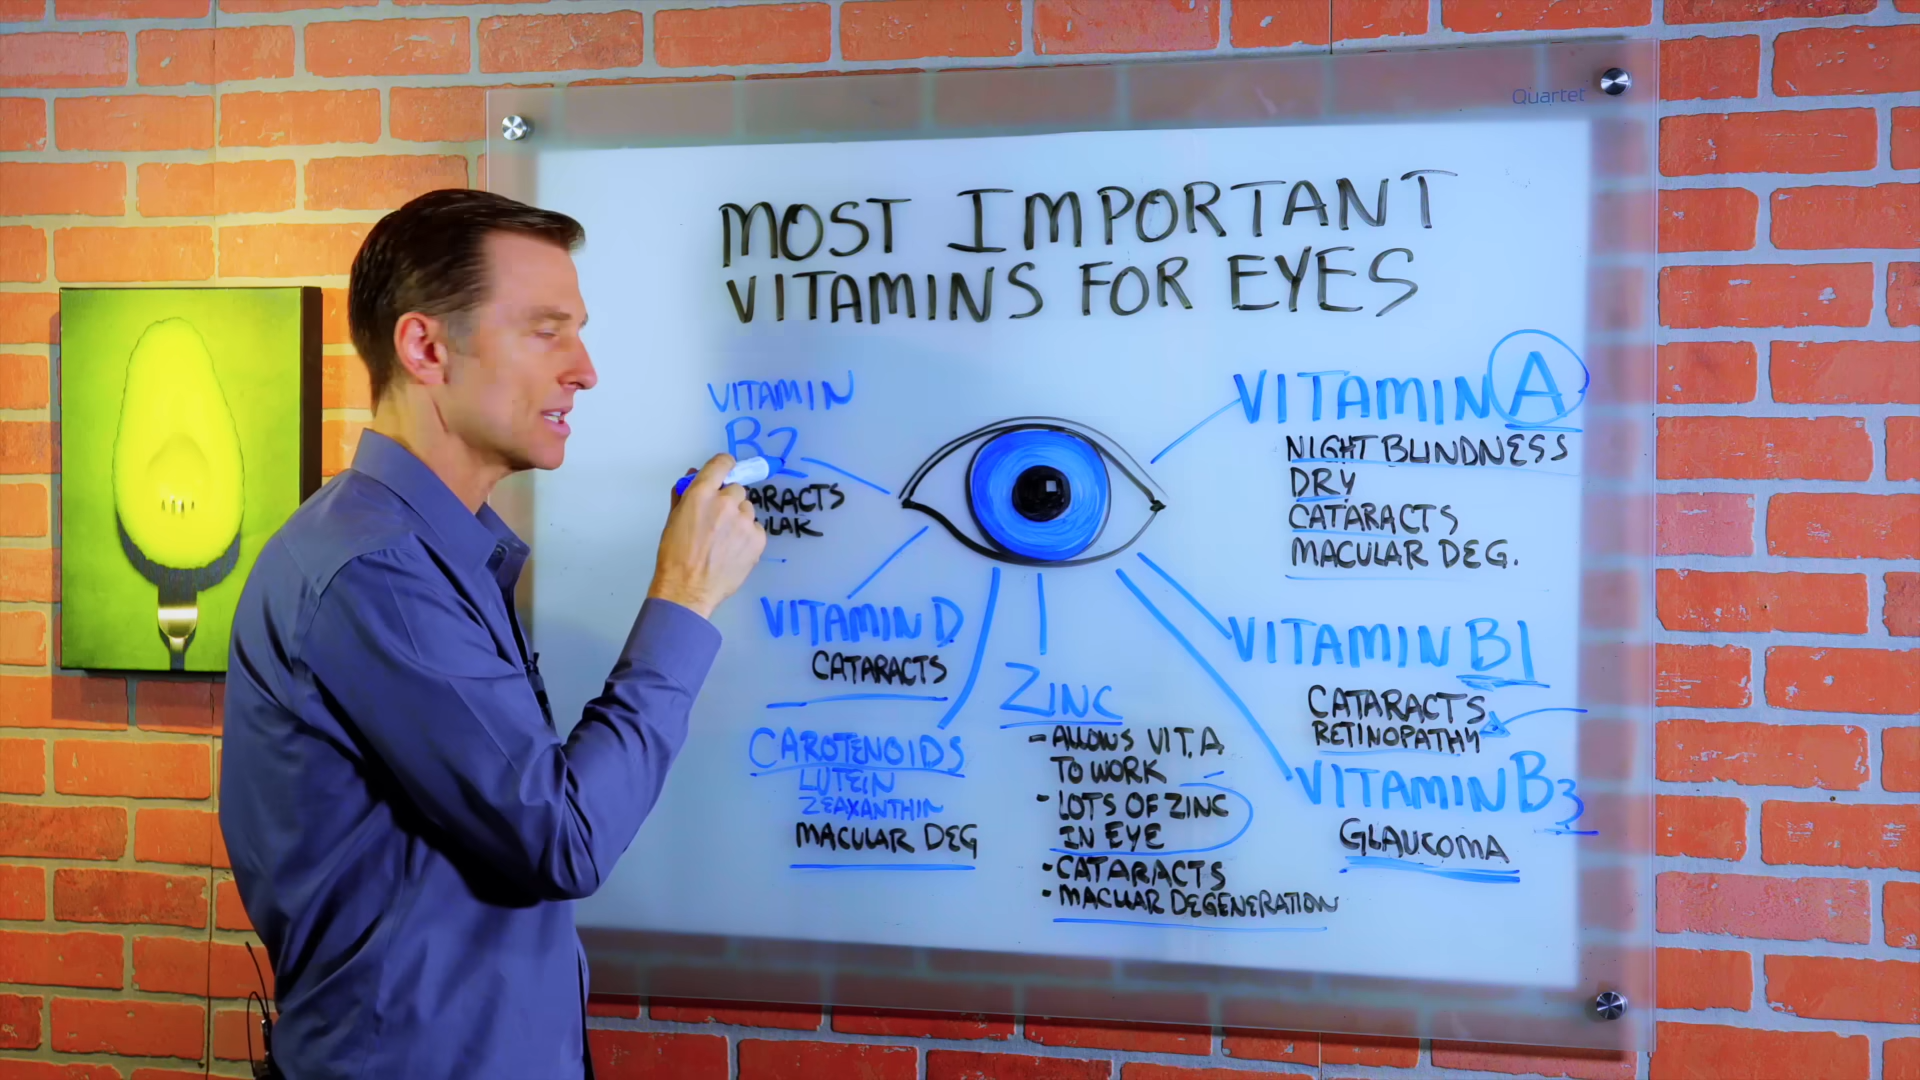 Quartet
MOST IMPORTANT
VITAMINS FOR EYES
VITAMIN
B2
VITAMIN A
NIGHT BLINDNESS
DRY
CATARACTS
MACULAR DEG.
VITAMIN D
CATARACTS
CAROTENOIDS
LUTEIN
ZEAXANTHIN
MACULAR DEG
ZINC
- ALLOWS VIT. A
TO WORK
- LOTS OF ZINC
IN EYE
- CATARACTS
- MACULAR DEGENERATION
VITAMIN B1
CATARACTS
RETINOPATHY
VITAMIN B3
GLAUCOMA